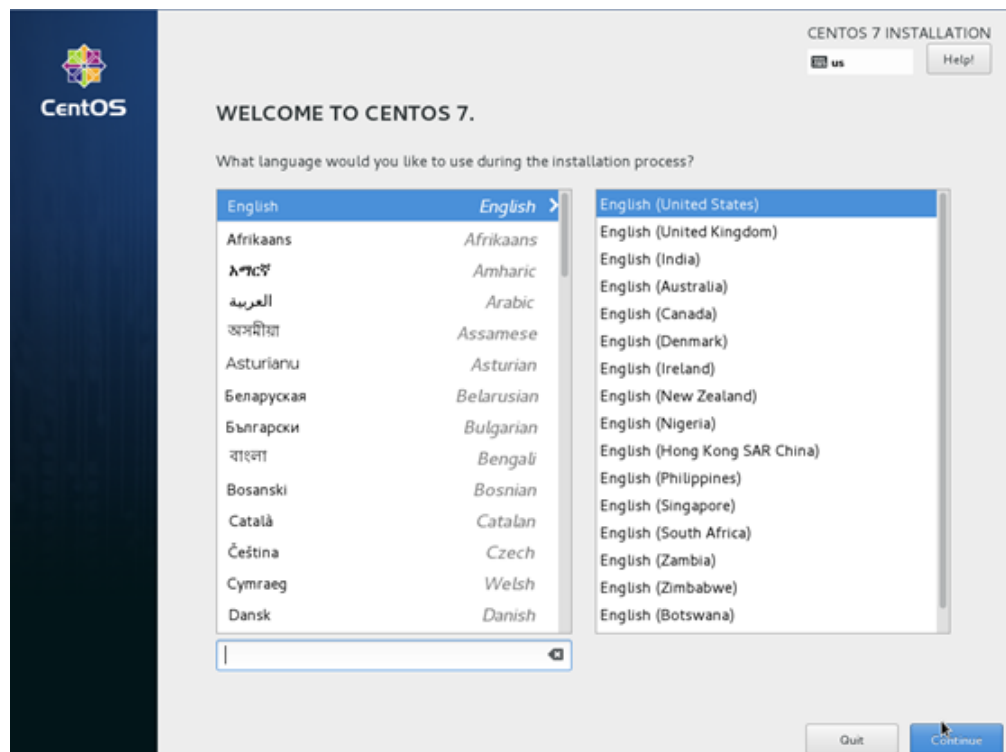 CentOS
CENTOS 7 INSTALLATION
us
Help!
WELCOME TO CENTOS 7.
What language would you like to use during the installation process?
English English
Afrikaans Afrikaans
አማርኛ Amharic
العربية Arabic
অসমীয়া Assamese
Asturianu Asturian
Беларуская Belarusian
Български Bulgarian
বাংলা Bengali
Bosanski Bosnian
Català Catalan
Čeština Czech
Cymraeg Welsh
Dansk Danish
English (United States)
English (United Kingdom)
English (India)
English (Australia)
English (Canada)
English (Denmark)
English (Ireland)
English (New Zealand)
English (Nigeria)
English (Hong Kong SAR China)
English (Philippines)
English (Singapore)
English (South Africa)
English (Zambia)
English (Zimbabwe)
English (Botswana)
Quit
Continue